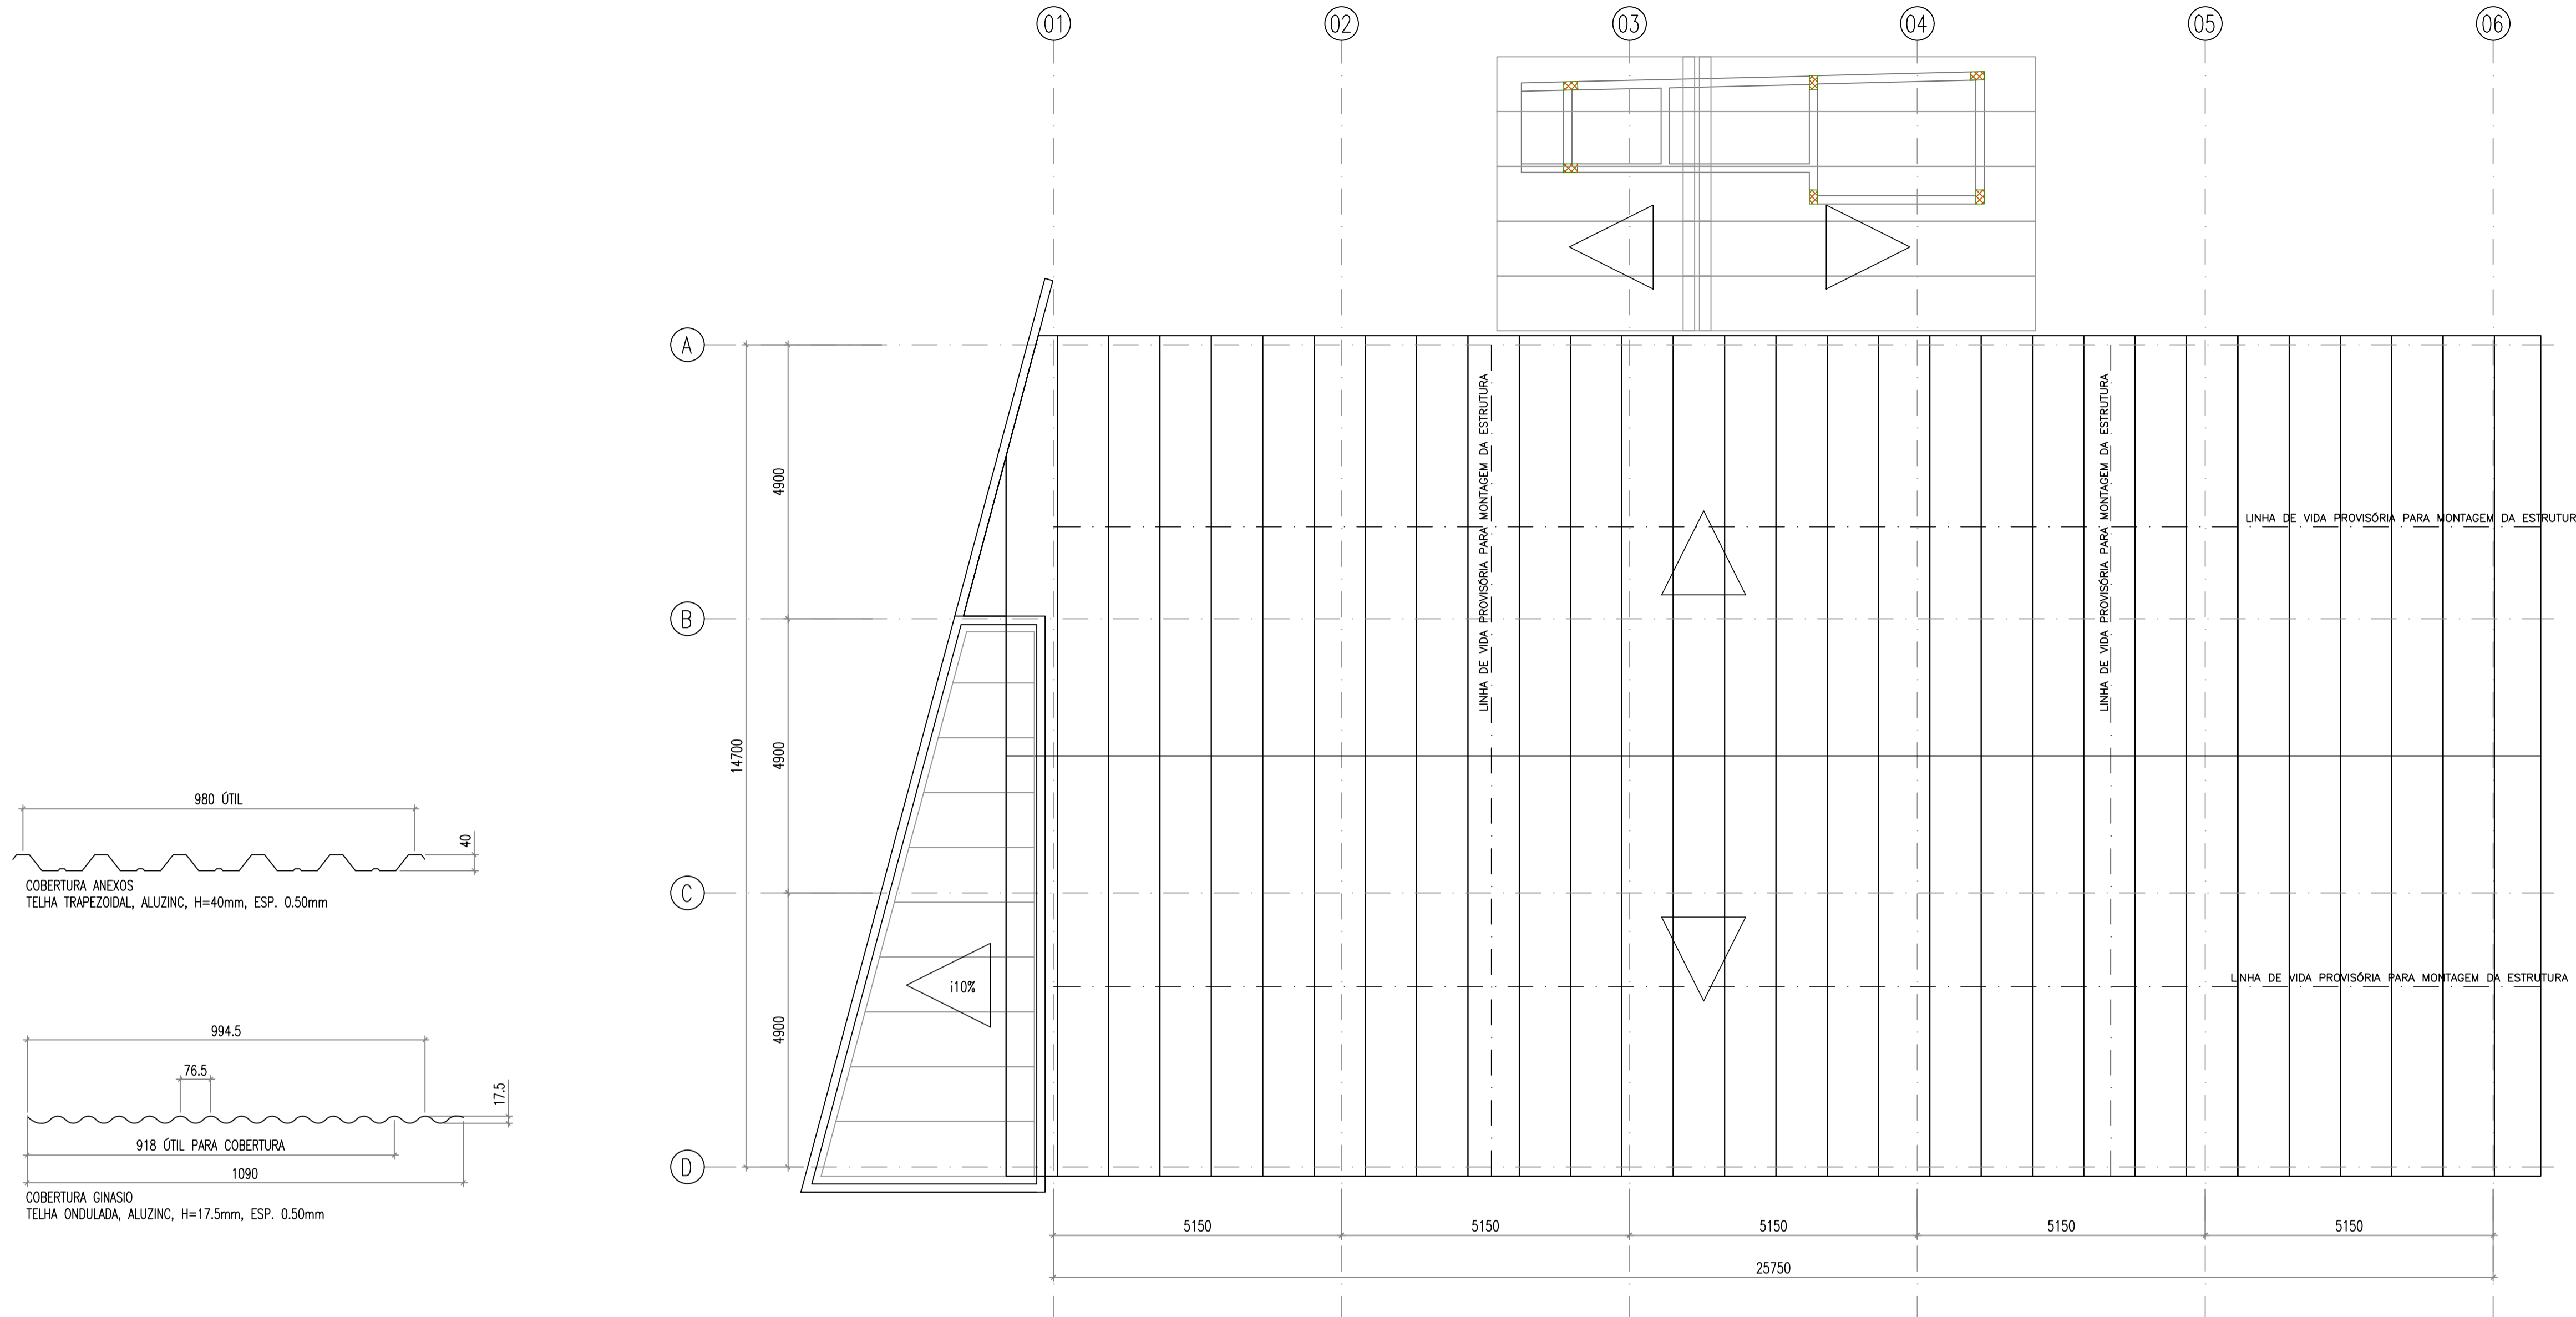 01
02
03
04
05
06
A
B
C
D
4900
4900
4900
14700
LINHA DE VIDA PROVISÓRIA PARA MONTAGEM DA ESTRUTURA
LINHA DE VIDA PROVISÓRIA PARA MONTAGEM DA ESTRUTURA
LINHA DE VIDA PROVISÓRIA PARA MONTAGEM DA ESTRUTUR
LINHA DE VIDA PROVISÓRIA PARA MONTAGEM DA ESTRUTURA
i10%
980 ÚTIL
40
COBERTURA ANEXOS
TELHA TRAPEZOIDAL, ALUZINC, H=40mm, ESP. 0.50mm
994.5
76.5
17.5
918 ÚTIL PARA COBERTURA
1090
COBERTURA GINASIO
TELHA ONDULADA, ALUZINC, H=17.5mm, ESP. 0.50mm
5150
5150
5150
5150
5150
25750